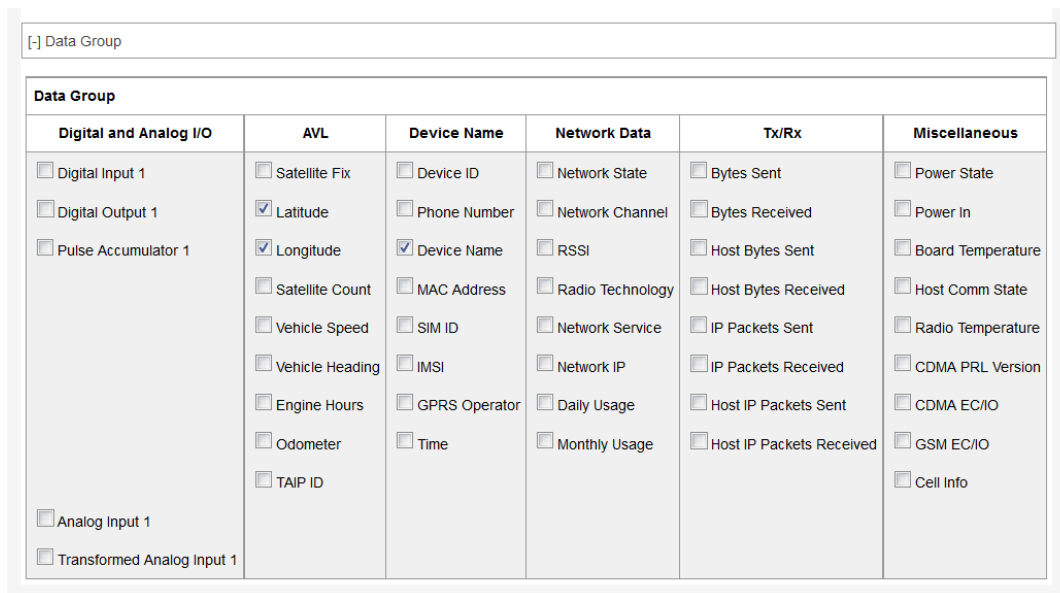 [-] Data Group
Data Group
Digital and Analog I/O AVL Device Name Network Data Tx/Rx Miscellaneous
Digital Input 1 Satellite Fix Device ID Network State Bytes Sent Power State
Digital Output 1 Latitude Phone Number Network Channel Bytes Received Power In
Pulse Accumulator 1 Longitude Device Name RSSI Host Bytes Sent Board Temperature
Satellite Count MAC Address Radio Technology Host Bytes Received Host Comm State
Vehicle Speed SIM ID Network Service IP Packets Sent Radio Temperature
Vehicle Heading IMSI Network IP IP Packets Received CDMA PRL Version
Engine Hours GPRS Operator Daily Usage Host IP Packets Sent CDMA EC/IO
Odometer Time Monthly Usage Host IP Packets Received GSM EC/IO
TAIP ID Cell Info
Analog Input 1
Transformed Analog Input 1